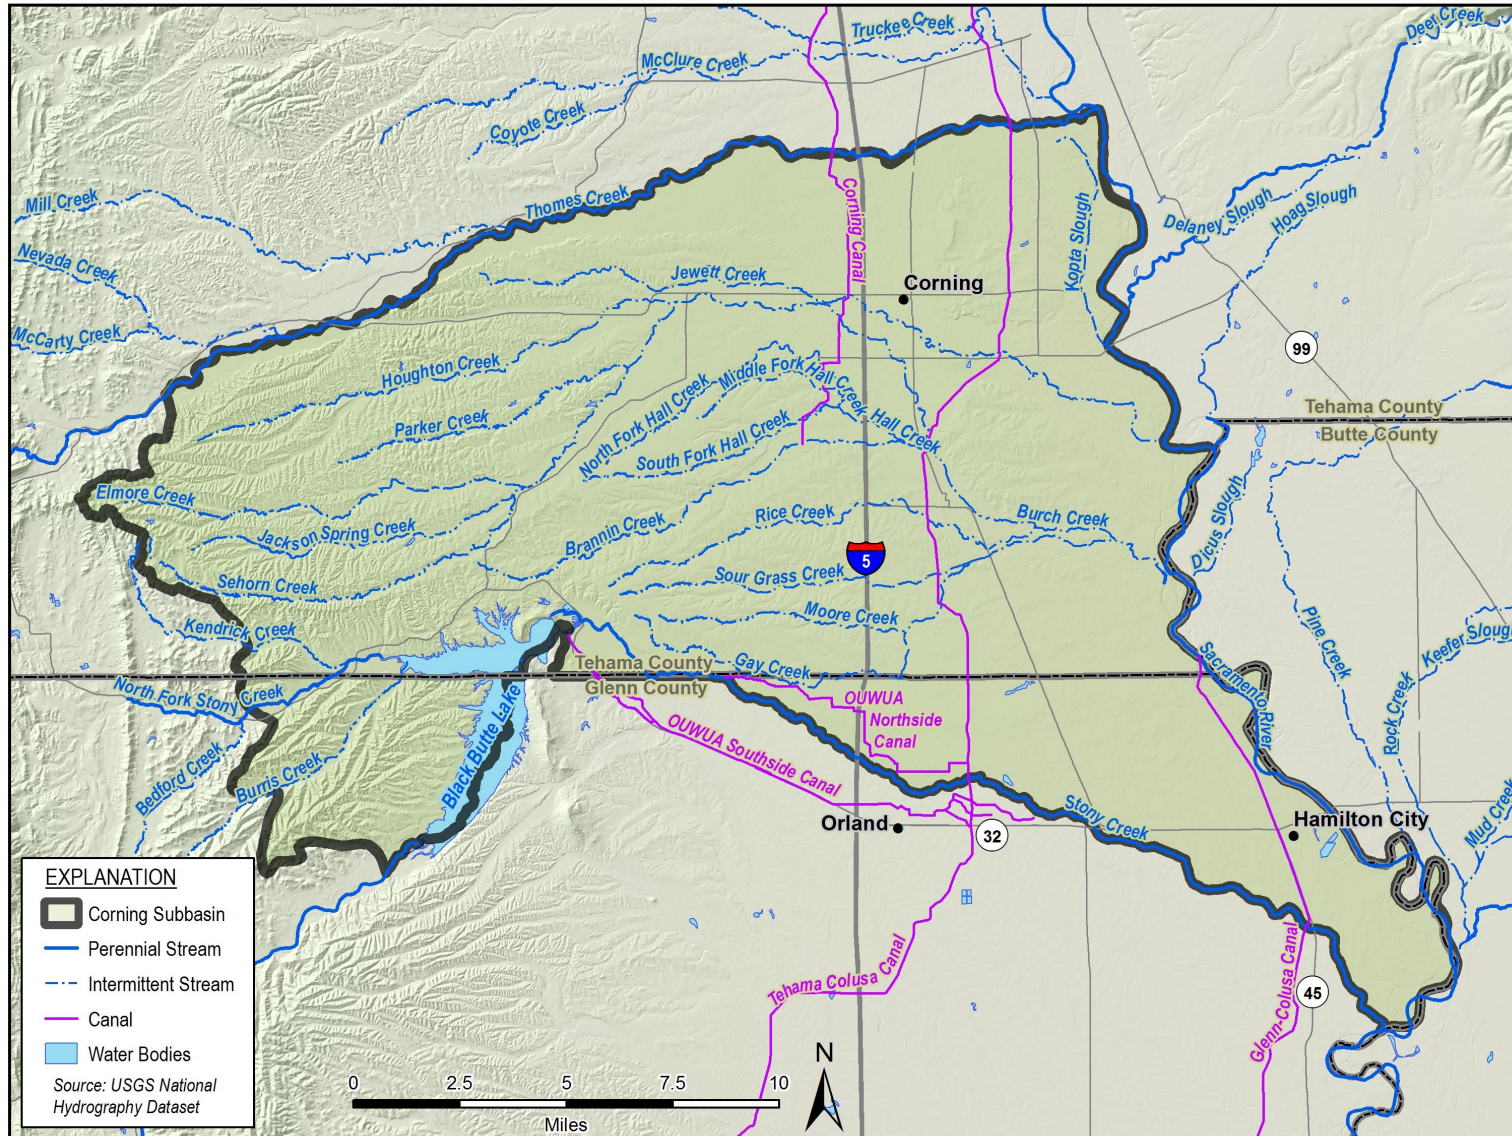 Deer Creek
Truckee Creek
McClure Creek
Coyote Creek
Mill Creek
Thomes Creek
Corning Canal
Kopta Slough
Delaney Slough
Hoag Slough
Nevada Creek
Jewett Creek
Corning
McCarty Creek
99
Houghton Creek
North Fork Hall Creek
Middle Fork Hall Creek
Hall Creek
Parker Creek
South Fork Hall Creek
Tehama County
Butte County
Elmore Creek
Jackson Spring Creek
Brannin Creek
Rice Creek
Burch Creek
Dicus Slough
5
Sehorn Creek
Sour Grass Creek
Moore Creek
Kendrick Creek
Pine Creek
Keefer Slough
Tehama County
Glenn County
Gay Creek
Sacramento River
North Fork Stony Creek
Black Butte Lake
OUWUA
Northside
Canal
OUWUA Southside Canal
Rock Creek
Bedford Creek
Burris Creek
Stony Creek
Orland
32
Hamilton City
Mud Creek
Tehama Colusa Canal
Glenn-Colusa Canal
45
EXPLANATION
Corning Subbasin
Perennial Stream
Intermittent Stream
Canal
Water Bodies
Source: USGS National
Hydrography Dataset
0 2.5 5 7.5 10
Miles
N